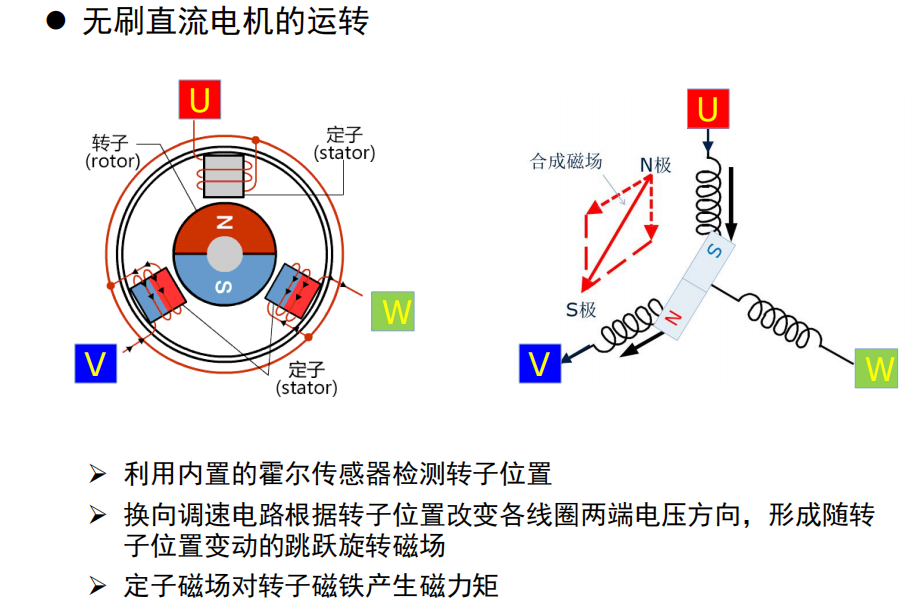 ● 无刷直流电机的运转
U
转子
(rotor)
定子
(stator)
N
S
V
W
定子
(stator)
U
合成磁场
N极
S极
S
N
V
W
➢ 利用内置的霍尔传感器检测转子位置
➢ 换向调速电路根据转子位置改变各线圈两端电压方向，形成随转
子位置变动的跳跃旋转磁场
➢ 定子磁场对转子磁铁产生磁力矩